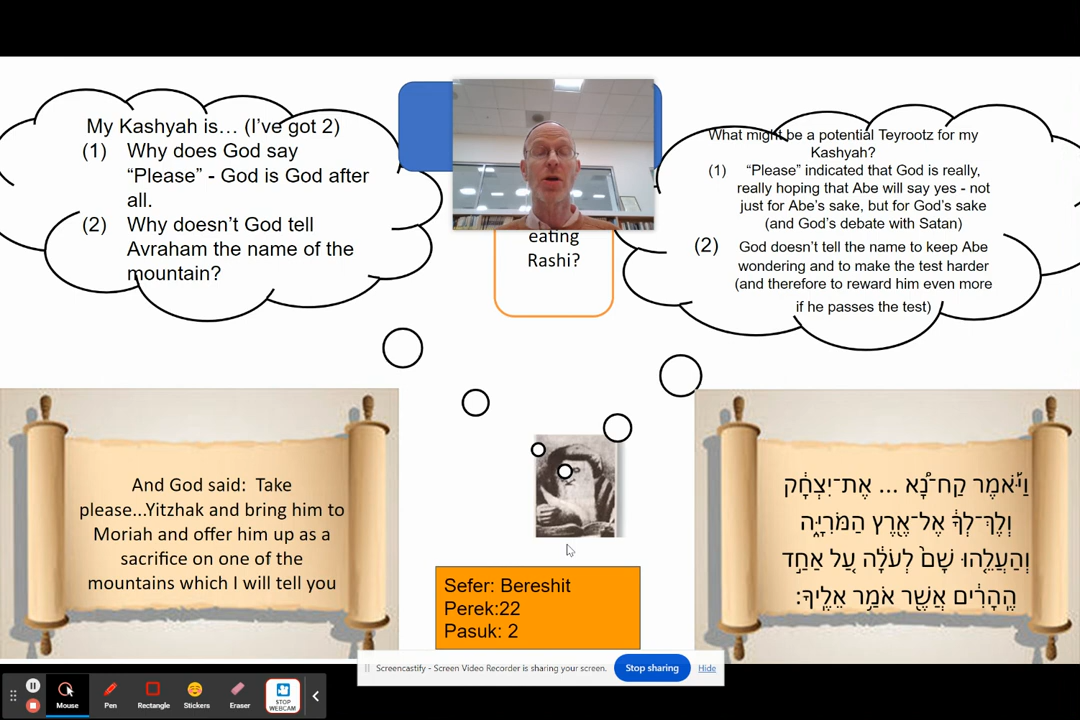 My Kashyah is… (I’ve got 2)
(1) Why does God say
“Please” - God is God after
all.
(2) Why doesn’t God tell
Avraham the name of the
mountain?
eating
Rashi?
What might be a potential Teyrootz for my
Kashyah?
(1) “Please” indicated that God is really,
really hoping that Abe will say yes - not
just for Abe’s sake, but for God’s sake
(and God’s debate with Satan)
(2) God doesn’t tell the name to keep Abe
wondering and to make the test harder
(and therefore to reward him even more
if he passes the test)
And God said: Take
please...Yitzhak and bring him to
Moriah and offer him up as a
sacrifice on one of the
mountains which I will tell you
וַיֹּ֡אמֶר קַח־נָ֠א ... אֶת־יִצְחָ֔ק
וְלֶךְ־לְךָ֔ אֶל־אֶ֖רֶץ הַמֹּרִיָּ֑ה
וְהַעֲלֵ֤הוּ שָׁם֙ לְעֹלָ֔ה עַ֚ל אַחַ֣ד
הֶֽהָרִ֔ים אֲשֶׁ֖ר אֹמַ֥ר אֵלֶֽיךָ׃
Sefer: Bereshit
Perek:22
Pasuk: 2
Screencastify - Screen Video Recorder is sharing your screen.
Stop sharing
Hide
Mouse
Pen
Rectangle
Stickers
Eraser
STOP
WEBCAM